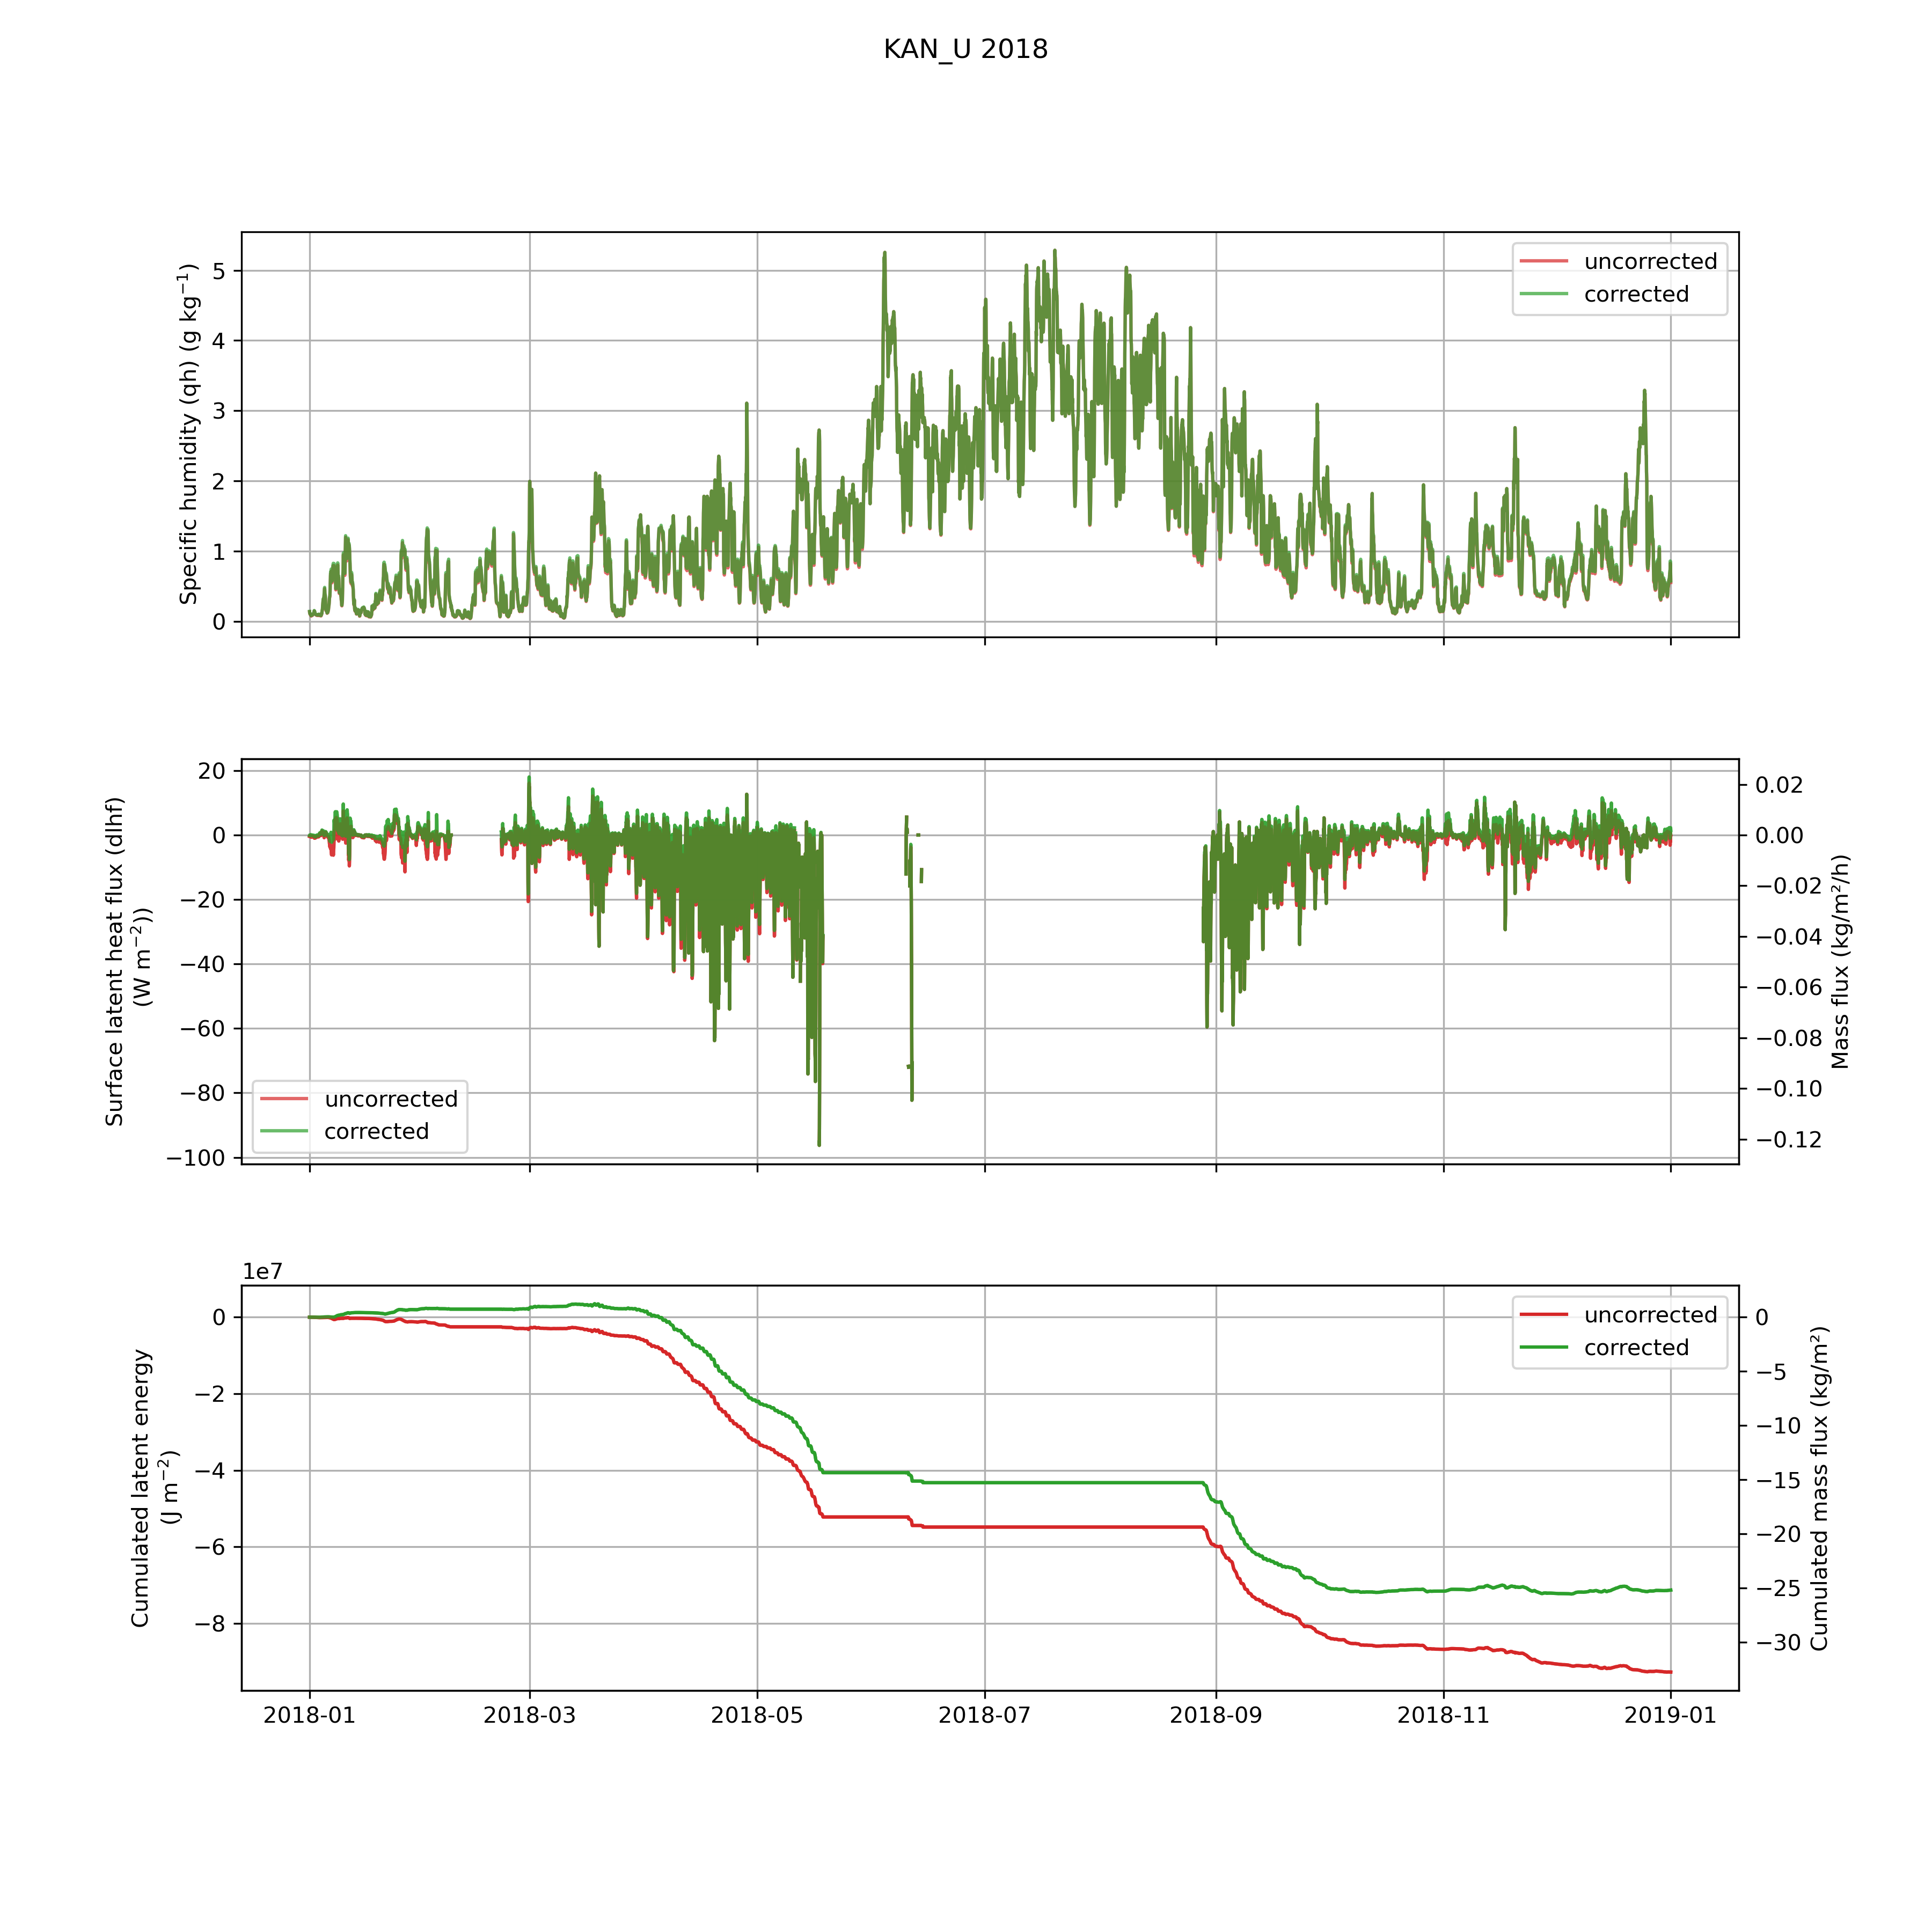 KAN_U 2018
Specific humidity (qh) (g kg⁻¹)
5
4
3
2
1
0
uncorrected
corrected
Surface latent heat flux (dlhf)
(W m⁻²))
20
0
−20
−40
−60
−80
−100
uncorrected
corrected
0.02
0.00
−0.02
−0.04
−0.06
−0.08
−0.10
−0.12
Mass flux (kg/m²/h)
1e7
Cumulated latent energy
(J m⁻²)
0
−2
−4
−6
−8
uncorrected
corrected
0
−5
−10
−15
−20
−25
−30
Cumulated mass flux (kg/m²)
2018-01 2018-03 2018-05 2018-07 2018-09 2018-11 2019-01